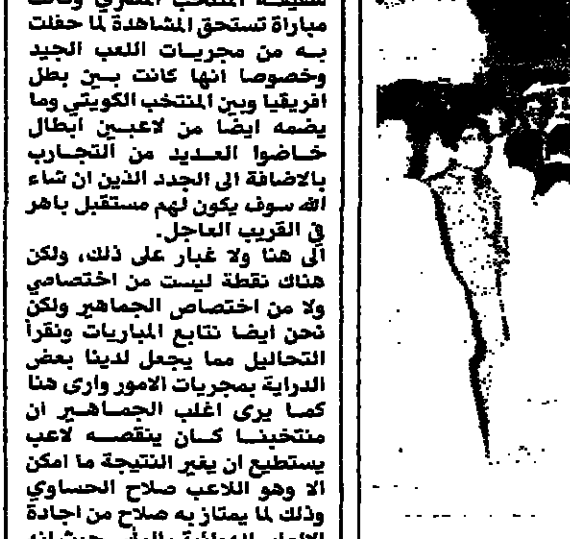 شقيقه المنتخب المصري وكانت
مباراة تستحق المشاهدة لما حفلت
به من مجريات اللعب الجيد
وخصوصا انها كانت بين بطل
افريقيا وبين المنتخب الكويتي وما
يضمه ايضا من لاعبين ابطال
خاضوا العديد من التجارب
بالاضافة الى الجدد الذين ان شاء
الله سوف يكون لهم مستقبل باهر
في القريب العاجل.
الى هنا ولا غبار على ذلك، ولكن
هناك نقطة ليست من اختصاصي
ولا من اختصاص الجماهير ولكن
نحن ايضا نتابع المباريات ونقرأ
التحاليل مما يجعل لدينا بعض
الدراية بمجريات الامور وارى هنا
كما يرى اغلب الجماهير ان
منتخبنا كان ينقصه لاعب
يستطيع ان يغير النتيجة ما امكن
الا وهو اللاعب صلاح الحساوي
وذلك لما يمتاز به صلاح من اجادة